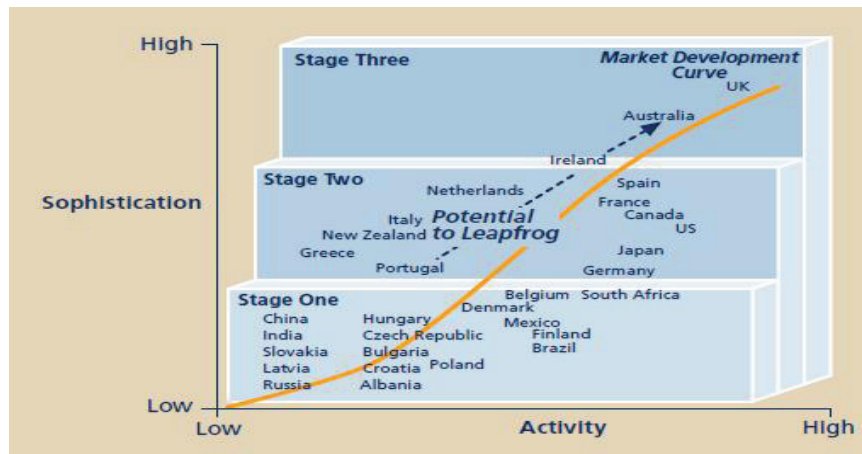 High
Stage Three
Market Development
Curve
UK
Australia
Ireland
Stage Two
Sophistication
Netherlands
Spain
France
Italy
Potential
Canada
New Zealand
to Leapfrog
US
Greece
Japan
Portugal
Germany
Stage One
Belgium
South Africa
Denmark
China
Hungary
Mexico
India
Czech Republic
Finland
Slovakia
Bulgaria
Brazil
Latvia
Croatia
Poland
Russia
Albania
Low
Low
Activity
High